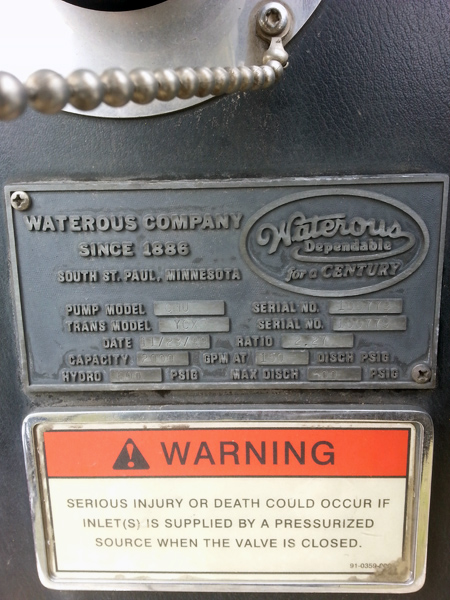 WATEROUS COMPANY
SINCE 1886
SOUTH ST. PAUL, MINNESOTA
Waterous
Dependable
for a CENTURY
PUMP MODEL SERIAL NO.
TRANS MODEL SERIAL NO.
DATE RATIO
CAPACITY GPM AT DISCH PSIG
HYDRO PSIG MAX DISCH PSIG
WARNING
SERIOUS INJURY OR DEATH COULD OCCUR IF
INLET(S) IS SUPPLIED BY A PRESSURIZED
SOURCE WHEN THE VALVE IS CLOSED.